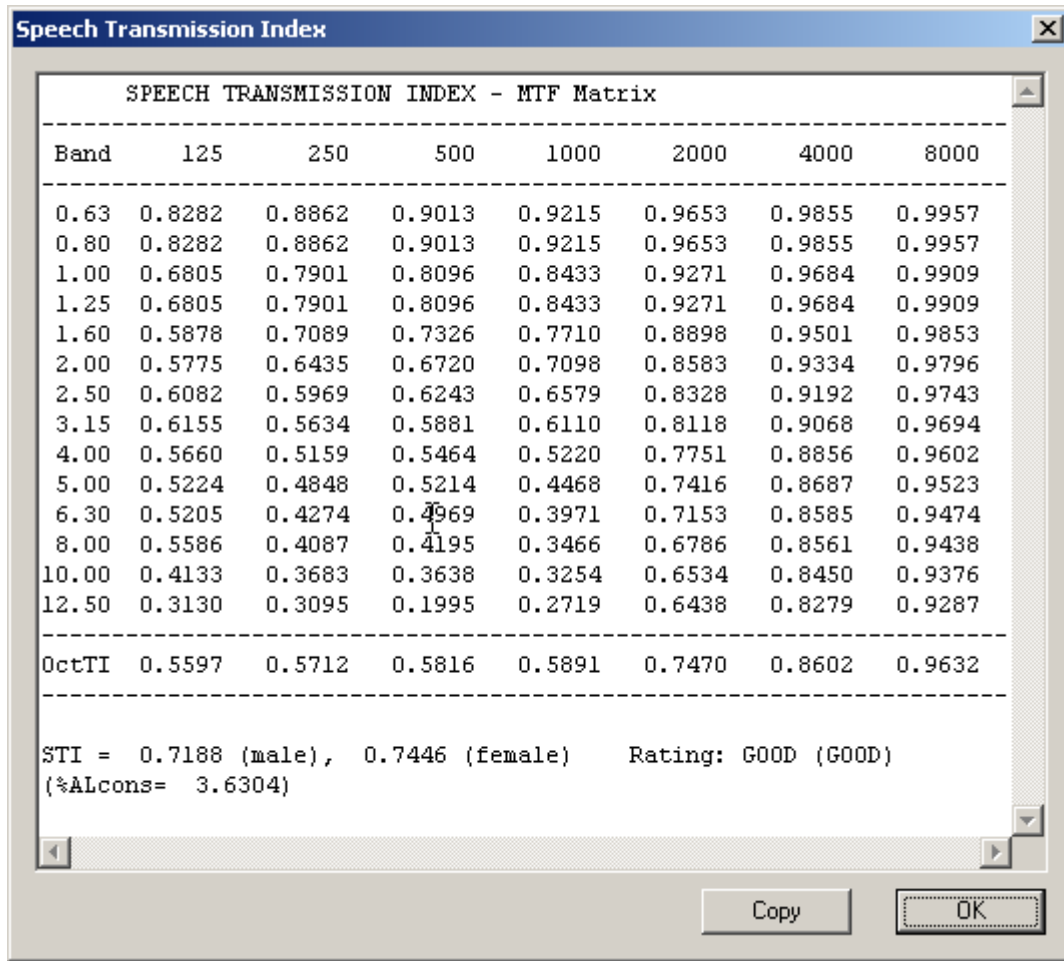 Speech Transmission Index
SPEECH TRANSMISSION INDEX - MTF Matrix
--------------------------------------------------------------------
Band 125 250 500 1000 2000 4000 8000
--------------------------------------------------------------------
0.63 0.8282 0.8862 0.9013 0.9215 0.9653 0.9855 0.9957
0.80 0.8282 0.8862 0.9013 0.9215 0.9653 0.9855 0.9957
1.00 0.6805 0.7901 0.8096 0.8433 0.9271 0.9684 0.9909
1.25 0.6805 0.7901 0.8096 0.8433 0.9271 0.9684 0.9909
1.60 0.5878 0.7089 0.7326 0.7710 0.8898 0.9501 0.9853
2.00 0.5775 0.6435 0.6720 0.7098 0.8583 0.9334 0.9796
2.50 0.6082 0.5969 0.6243 0.6579 0.8328 0.9192 0.9743
3.15 0.6155 0.5634 0.5881 0.6110 0.8118 0.9068 0.9694
4.00 0.5660 0.5159 0.5464 0.5220 0.7751 0.8856 0.9602
5.00 0.5224 0.4848 0.5214 0.4468 0.7416 0.8687 0.9523
6.30 0.5205 0.4274 0.4969 0.3971 0.7153 0.8585 0.9474
8.00 0.5586 0.4087 0.4195 0.3466 0.6786 0.8561 0.9438
10.00 0.4133 0.3683 0.3638 0.3254 0.6534 0.8450 0.9376
12.50 0.3130 0.3095 0.1995 0.2719 0.6438 0.8279 0.9287
--------------------------------------------------------------------
OctTI 0.5597 0.5712 0.5816 0.5891 0.7470 0.8602 0.9632
--------------------------------------------------------------------
STI = 0.7188 (male), 0.7446 (female) Rating: GOOD (GOOD)
(%ALcons= 3.6304)
Copy OK